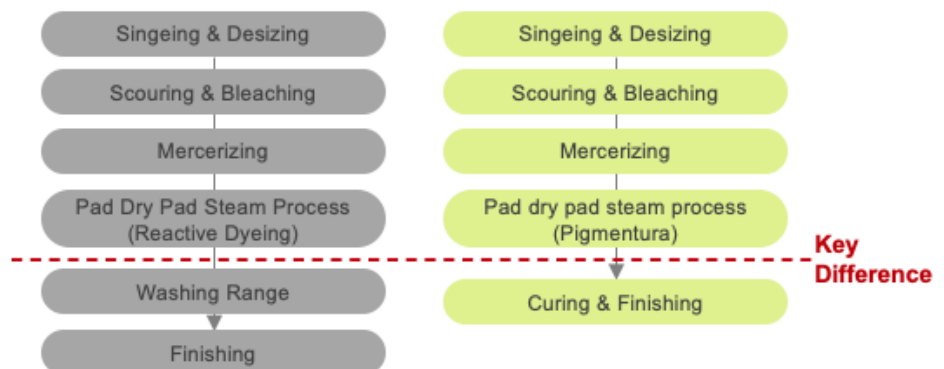 Singeing & Desizing
Scouring & Bleaching
Mercerizing
Pad Dry Pad Steam Process
(Reactive Dyeing)
Washing Range
Finishing
Singeing & Desizing
Scouring & Bleaching
Mercerizing
Pad dry pad steam process
(Pigmentura)
Curing & Finishing
Key
Difference